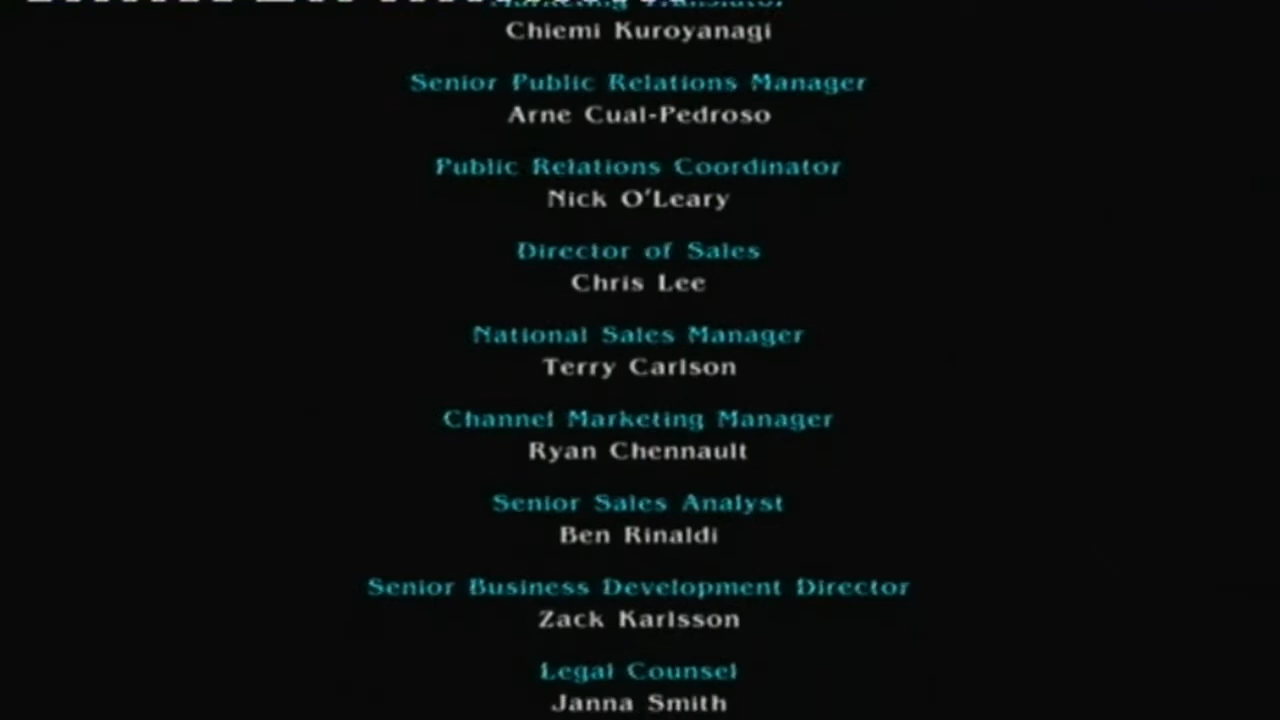 Chiemi Kuroyanagi
Senior Public Relations Manager
Arne Cual-Pedroso
Public Relations Coordinator
Nick O'Leary
Director of Sales
Chris Lee
National Sales Manager
Terry Carlson
Channel Marketing Manager
Ryan Chennault
Senior Sales Analyst
Ben Rinaldi
Senior Business Development Director
Zack Karlsson
Legal Counsel
Janna Smith